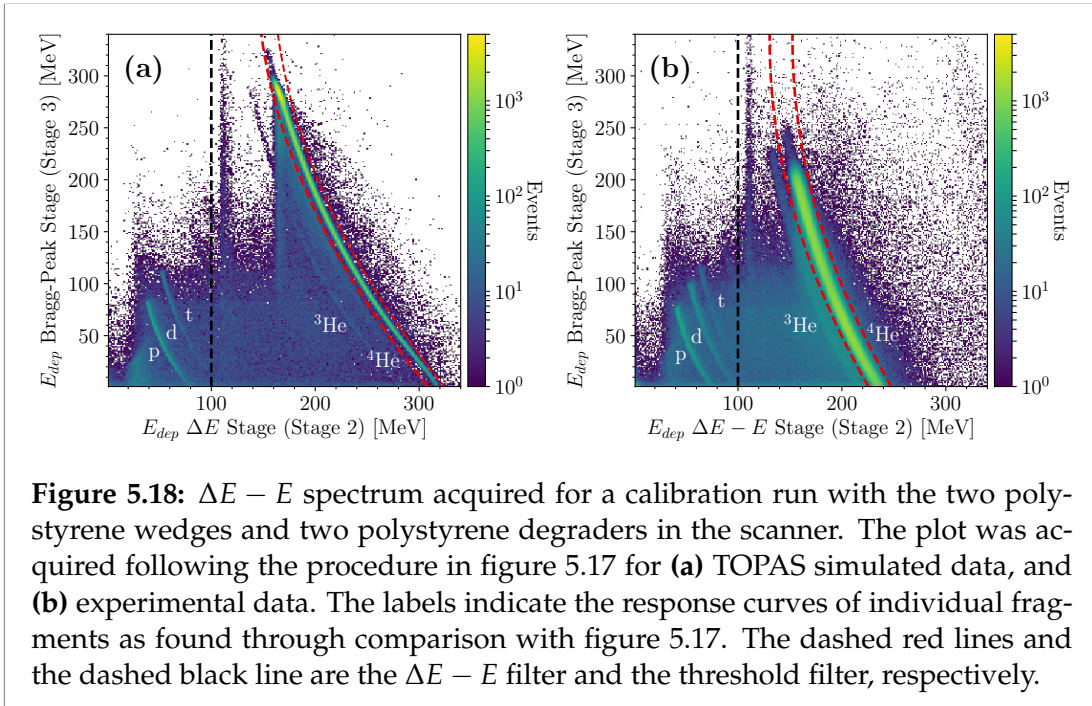 (a)
E_dep Bragg-Peak Stage (Stage 3) [MeV]
300
250
200
150
100
50
p
d
t
³He
⁴He
100
200
300
E_dep ΔE Stage (Stage 2) [MeV]
10³
10²
10¹
10⁰
Events
(b)
E_dep Bragg-Peak Stage (Stage 3) [MeV]
300
250
200
150
100
50
p
d
t
³He
⁴He
100
200
300
E_dep ΔE − E Stage (Stage 2) [MeV]
10³
10²
10¹
10⁰
Events
Figure 5.18: ΔE − E spectrum acquired for a calibration run with the two poly-
styrene wedges and two polystyrene degraders in the scanner. The plot was ac-
quired following the procedure in figure 5.17 for (a) TOPAS simulated data, and
(b) experimental data. The labels indicate the response curves of individual frag-
ments as found through comparison with figure 5.17. The dashed red lines and
the dashed black line are the ΔE − E filter and the threshold filter, respectively.